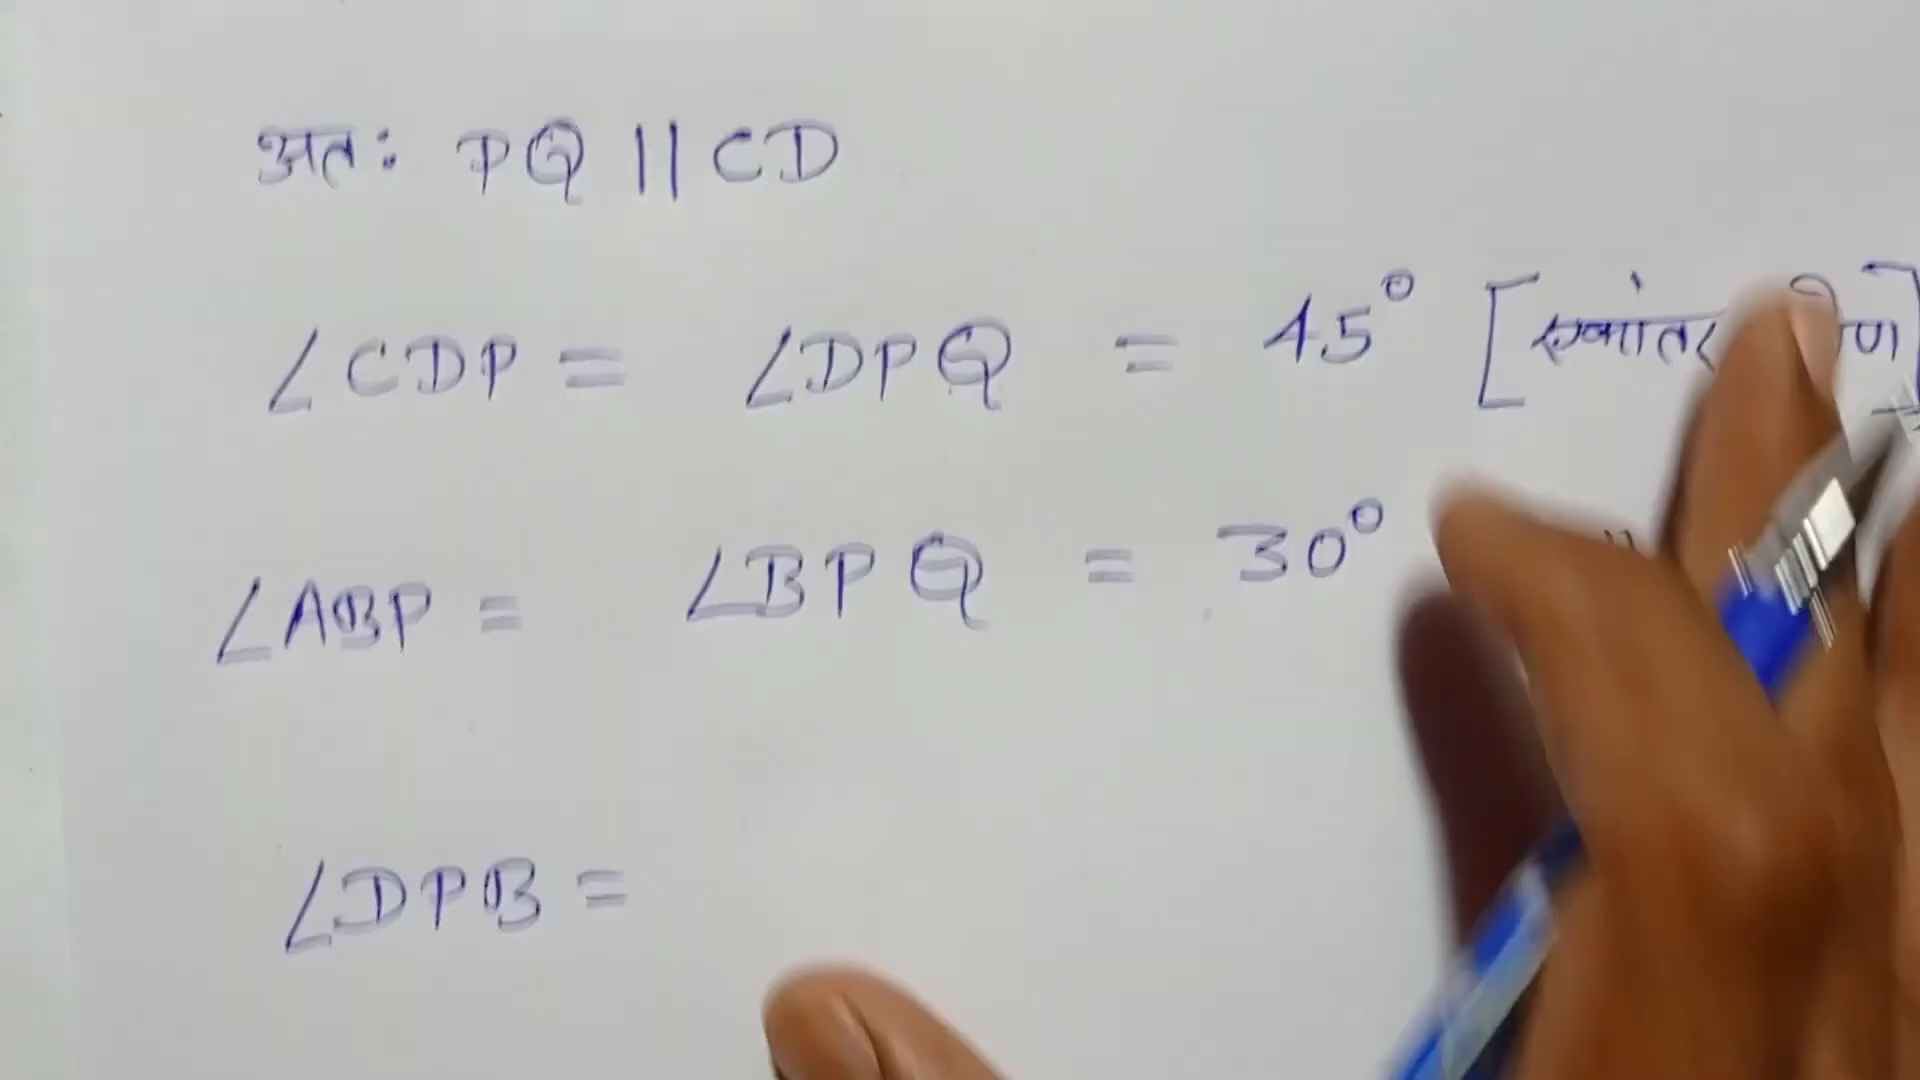 अतः PQ || CD
∠CDP = ∠DPQ = 45° [
∠ABP = ∠BPQ = 30° "
∠DPB =